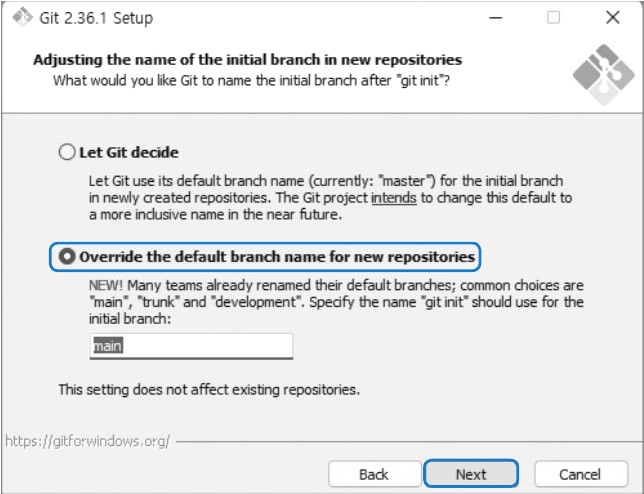 Git 2.36.1 Setup
Adjusting the name of the initial branch in new repositories
What would you like Git to name the initial branch after "git init"?
Let Git decide
Let Git use its default branch name (currently: "master") for the initial branch
in newly created repositories. The Git project intends to change this default to
a more inclusive name in the near future.
Override the default branch name for new repositories
NEW! Many teams already renamed their default branches; common choices are
"main", "trunk" and "development". Specify the name "git init" should use for the
initial branch:
main
This setting does not affect existing repositories.
https://gitforwindows.org/
Back
Next
Cancel